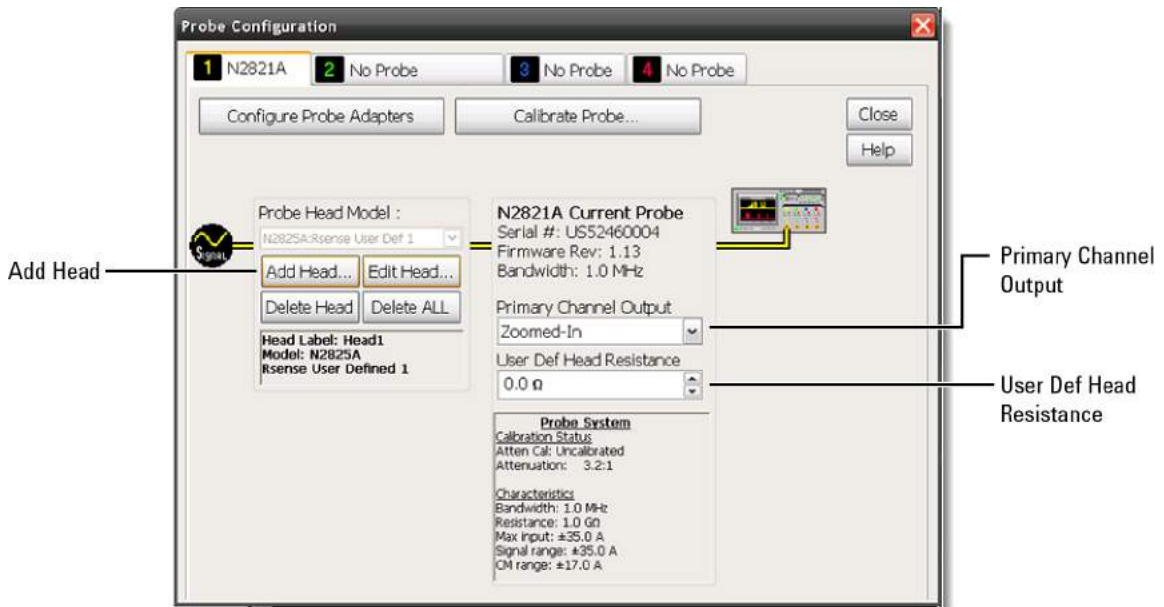 Probe Configuration
1 N2821A
2 No Probe
3 No Probe
4 No Probe
Configure Probe Adapters
Calibrate Probe...
Close
Help
Signal
Probe Head Model :
N2825A:Rsense User Def 1
Add Head...
Edit Head...
Delete Head
Delete ALL
Head Label: Head1
Model: N2825A
Rsense User Defined 1
N2821A Current Probe
Serial #: US52460004
Firmware Rev: 1.13
Bandwidth: 1.0 MHz
Primary Channel Output
Zoomed-In
User Def Head Resistance
0.0 Ω
Probe System
Calibration Status
Atten Cal: Uncalibrated
Attenuation: 3.2:1
Characteristics
Bandwidth: 1.0 MHz
Resistance: 1.0 GΩ
Max input: ±35.0 A
Signal range: ±35.0 A
CM range: ±17.0 A
Add Head
Primary Channel
Output
User Def Head
Resistance